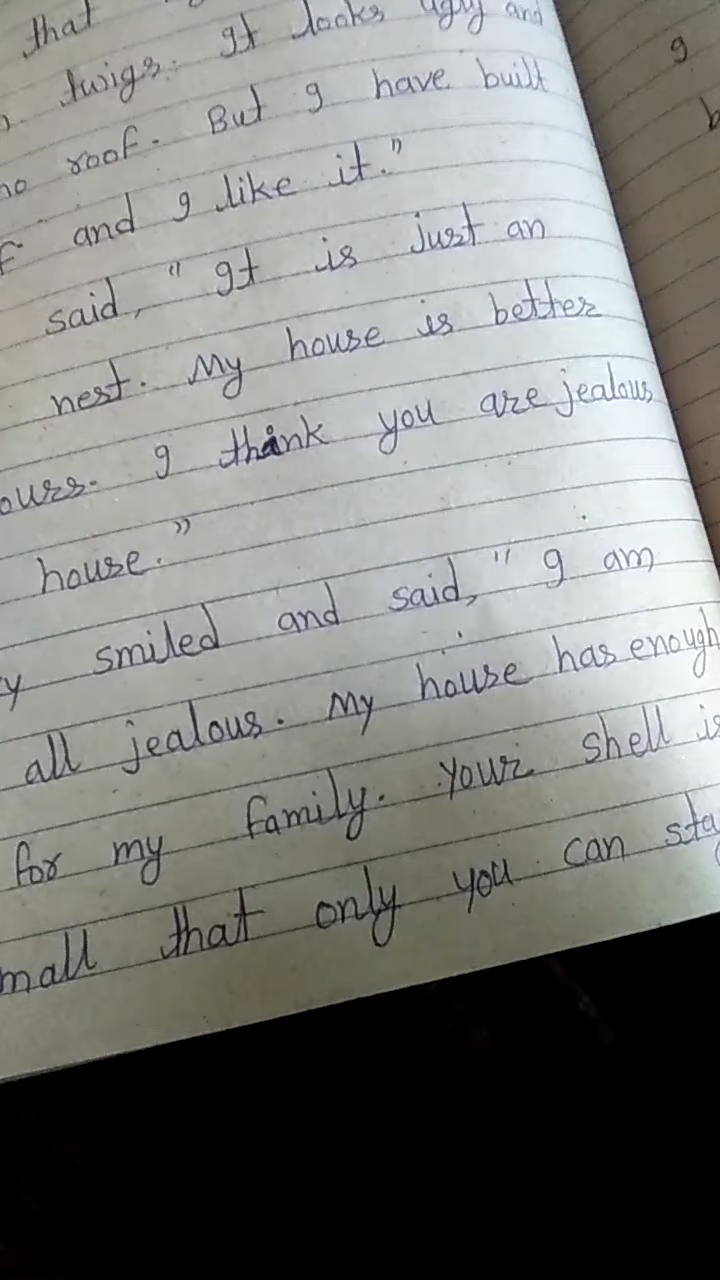 that
twigs. It looks ugly and
no roof. But I have built
and I like it."
said, " It is just an
nest. My house is better
ours. I think you are jealous
house."
y smiled and said, " I am
all jealous. My house has enough
for my family. Your shell is
mall that only you can stay